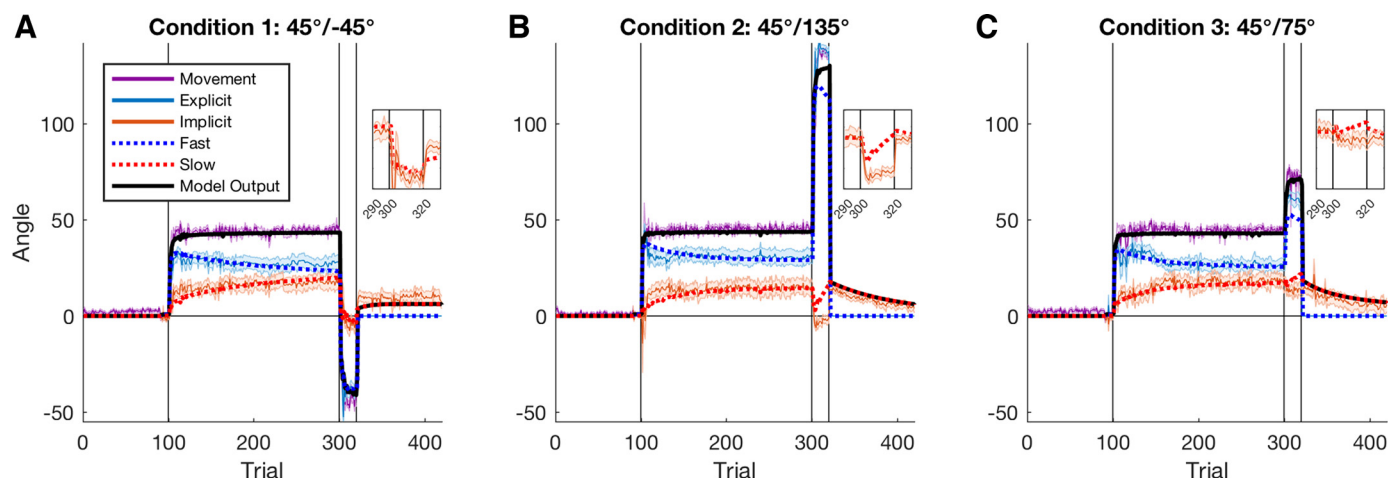 A
Condition 1: 45°/-45°
B
Condition 2: 45°/135°
C
Condition 3: 45°/75°
Movement
Explicit
Implicit
Fast
Slow
Model Output
Angle
100
50
0
-50
290
300
320
0
100
200
300
400
Trial
100
50
0
-50
290
300
320
0
100
200
300
400
Trial
100
50
0
-50
290
300
320
0
100
200
300
400
Trial